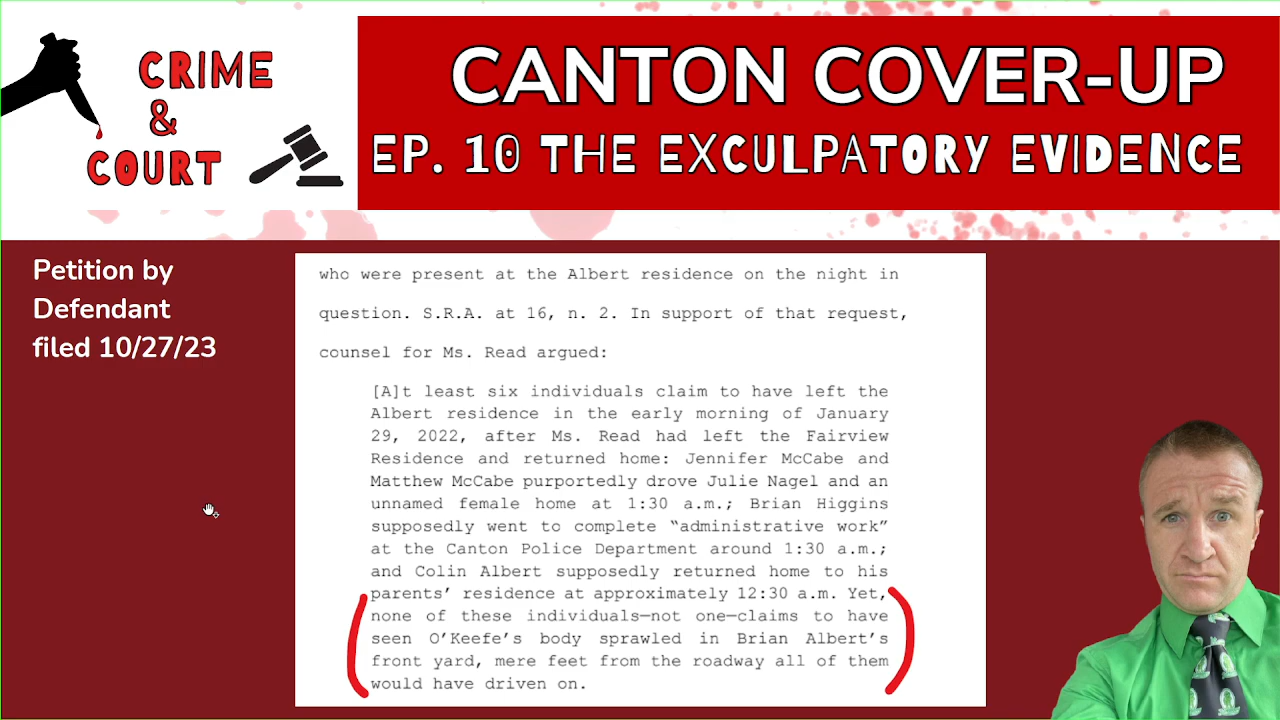 CRIME
&
COURT
CANTON COVER-UP
EP. 10 THE EXCULPATORY EVIDENCE
Petition by
Defendant
filed 10/27/23
who were present at the Albert residence on the night in
question. S.R.A. at 16, n. 2. In support of that request,
counsel for Ms. Read argued:
[A]t least six individuals claim to have left the
Albert residence in the early morning of January
29, 2022, after Ms. Read had left the Fairview
Residence and returned home: Jennifer McCabe and
Matthew McCabe purportedly drove Julie Nagel and an
unnamed female home at 1:30 a.m.; Brian Higgins
supposedly went to complete “administrative work”
at the Canton Police Department around 1:30 a.m.;
and Colin Albert supposedly returned home to his
parents’ residence at approximately 12:30 a.m. Yet,
none of these individuals—not one—claims to have
seen O’Keefe’s body sprawled in Brian Albert’s
front yard, mere feet from the roadway all of them
would have driven on.